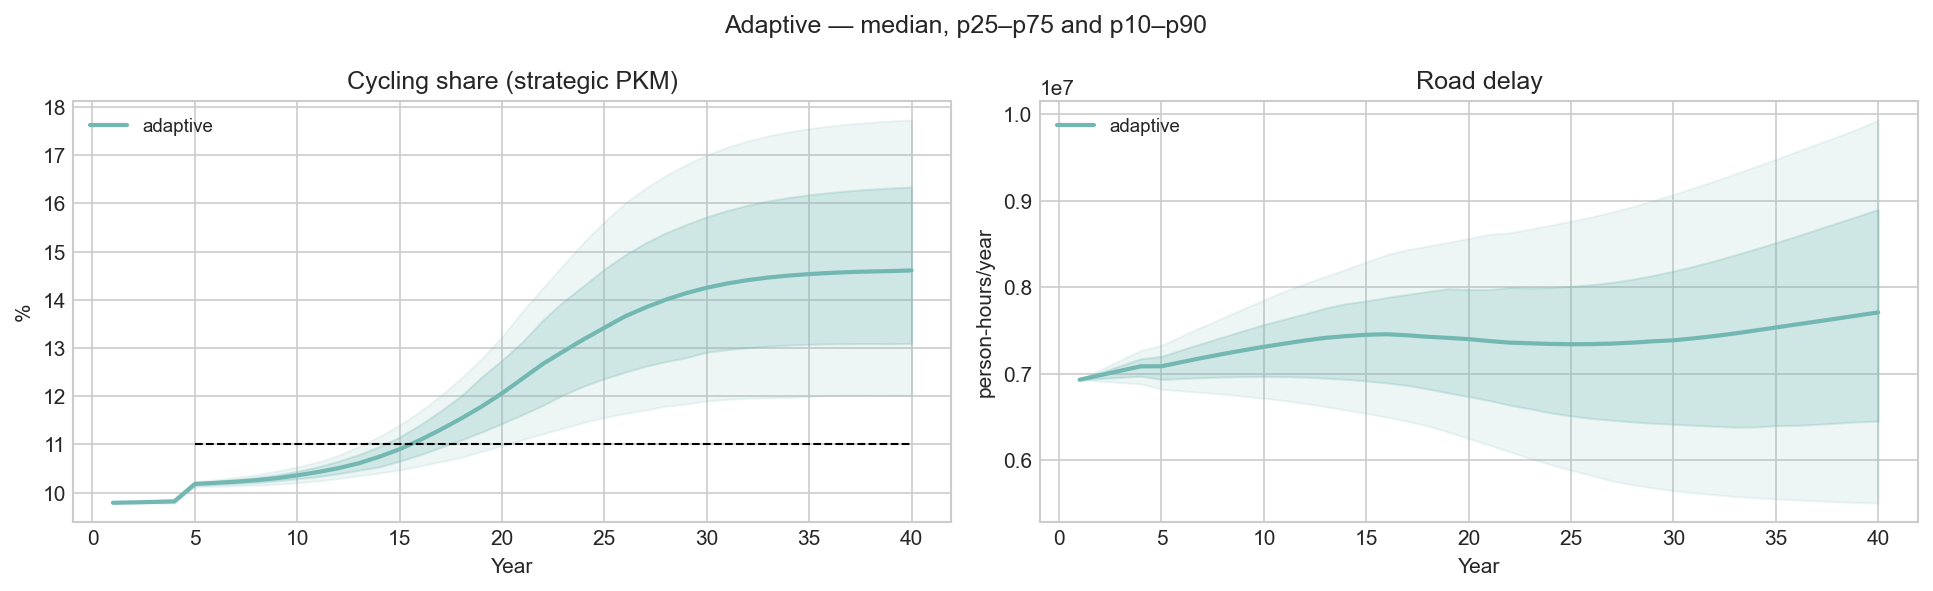 Adaptive — median, p25–p75 and p10–p90
Cycling share (strategic PKM)
adaptive
18
17
16
15
14
13
12
11
10
%
0 5 10 15 20 25 30 35 40
Year
Road delay
1e7
adaptive
1.0
0.9
0.8
0.7
0.6
person-hours/year
0 5 10 15 20 25 30 35 40
Year